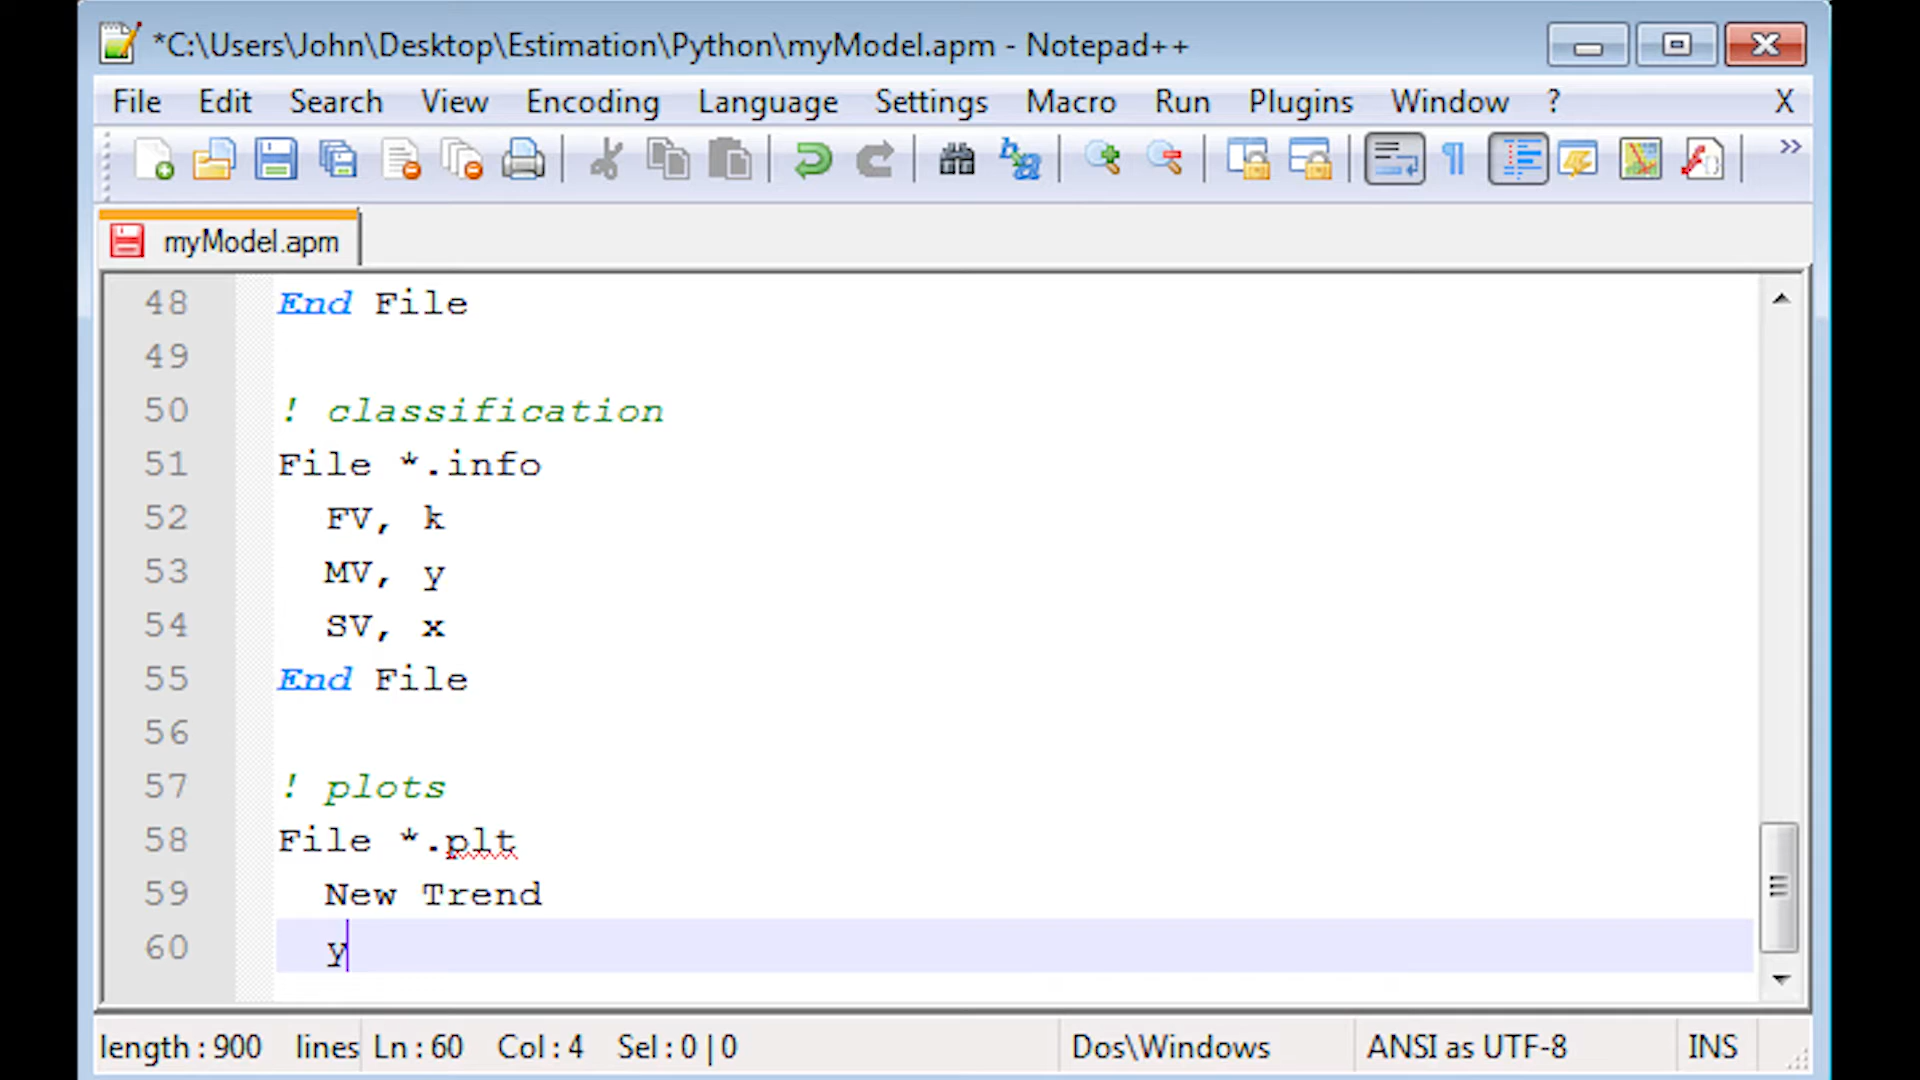 *C:\Users\John\Desktop\Estimation\Python\myModel.apm - Notepad++
File Edit Search View Encoding Language Settings Macro Run Plugins Window ? X
myModel.apm
48 End File
49
50 ! classification
51 File *.info
52 FV, k
53 MV, y
54 SV, x
55 End File
56
57 ! plots
58 File *.plt
59 New Trend
60 y
length : 900 lines Ln : 60 Col : 4 Sel : 0 | 0 Dos\Windows ANSI as UTF-8 INS